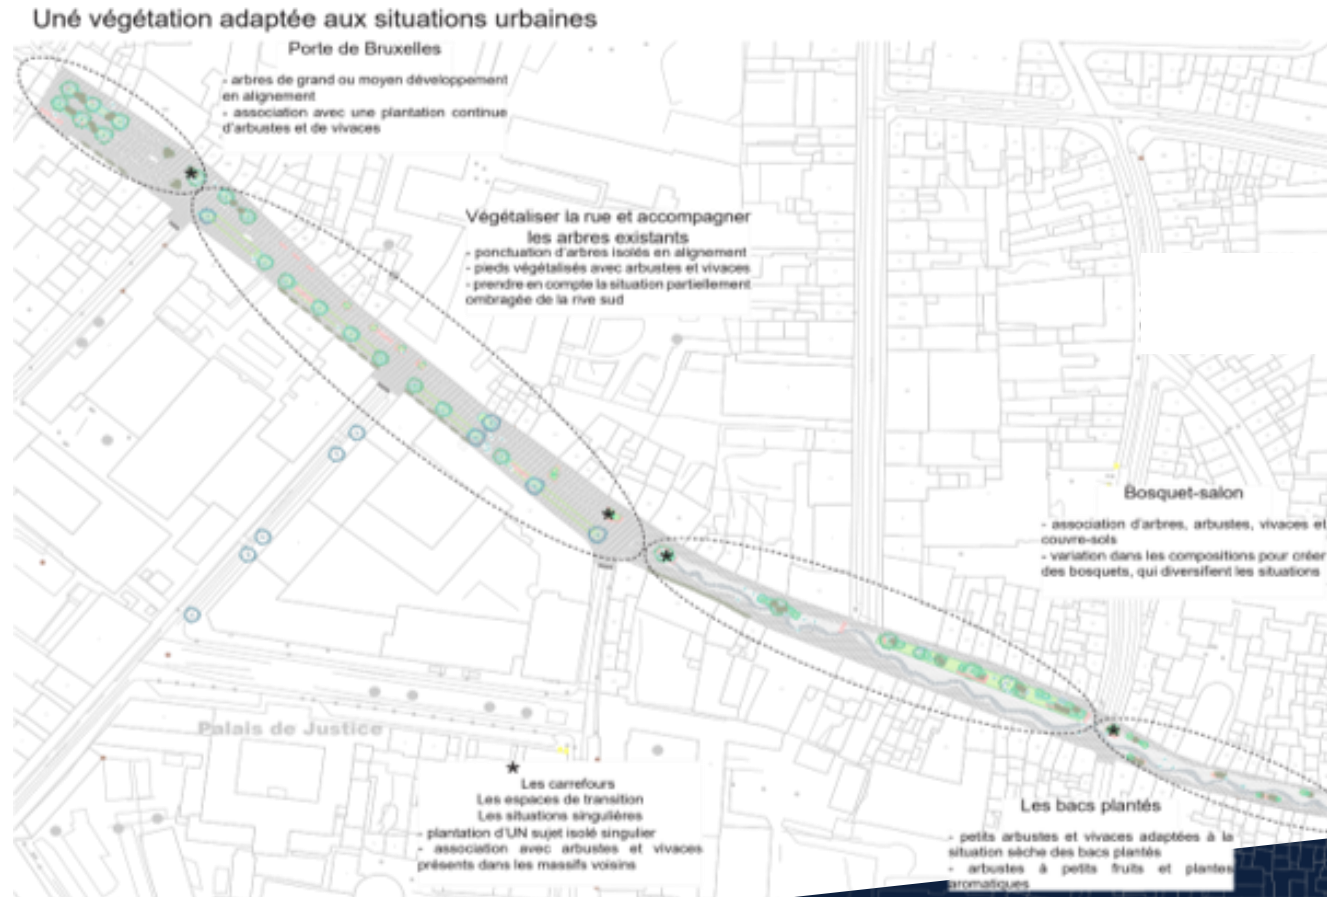 Uné végétation adaptée aux situations urbaines
Porte de Bruxelles
- arbres de grand ou moyen développement
en alignement
- association avec une plantation continue
d'arbustes et de vivaces
Végétaliser la rue et accompagner
les arbres existants
- ponctuation d'arbres isolés en alignement
- pieds végétalisés avec arbustes et vivaces
- prendre en compte la situation partiellement
ombragée de la rive sud
Bosquet-salon
- association d'arbres, arbustes, vivaces et
couvre-sols
- variation dans les compositions pour créer
des bosquets, qui diversifient les situations
Palais de Justice
Les carrefours
Les espaces de transition
Les situations singulières
- plantation d'UN sujet isolé singulier
- association avec arbustes et vivaces
présents dans les massifs voisins
Les bacs plantés
- petits arbustes et vivaces adaptées à la
situation sèche des bacs plantés
- arbustes à petits fruits et plantes
aromatiques